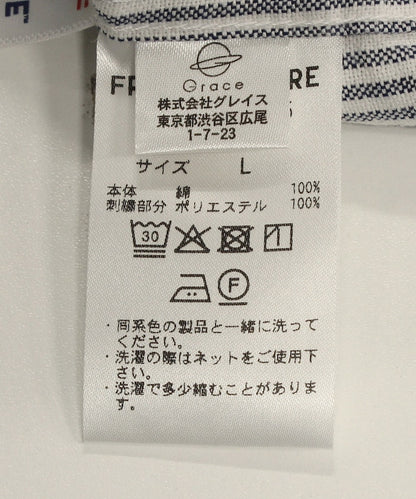 Grace
株式会社グレイス
東京都渋谷区広尾
1-7-23
サイズ L
本体 綿 100%
刺繍部分 ポリエステル 100%
30
F
・同系色の製品と一緒に洗って
ください。
・洗濯の際はネットをご使用下
さい。
・洗濯で多少縮むことがありま
す。